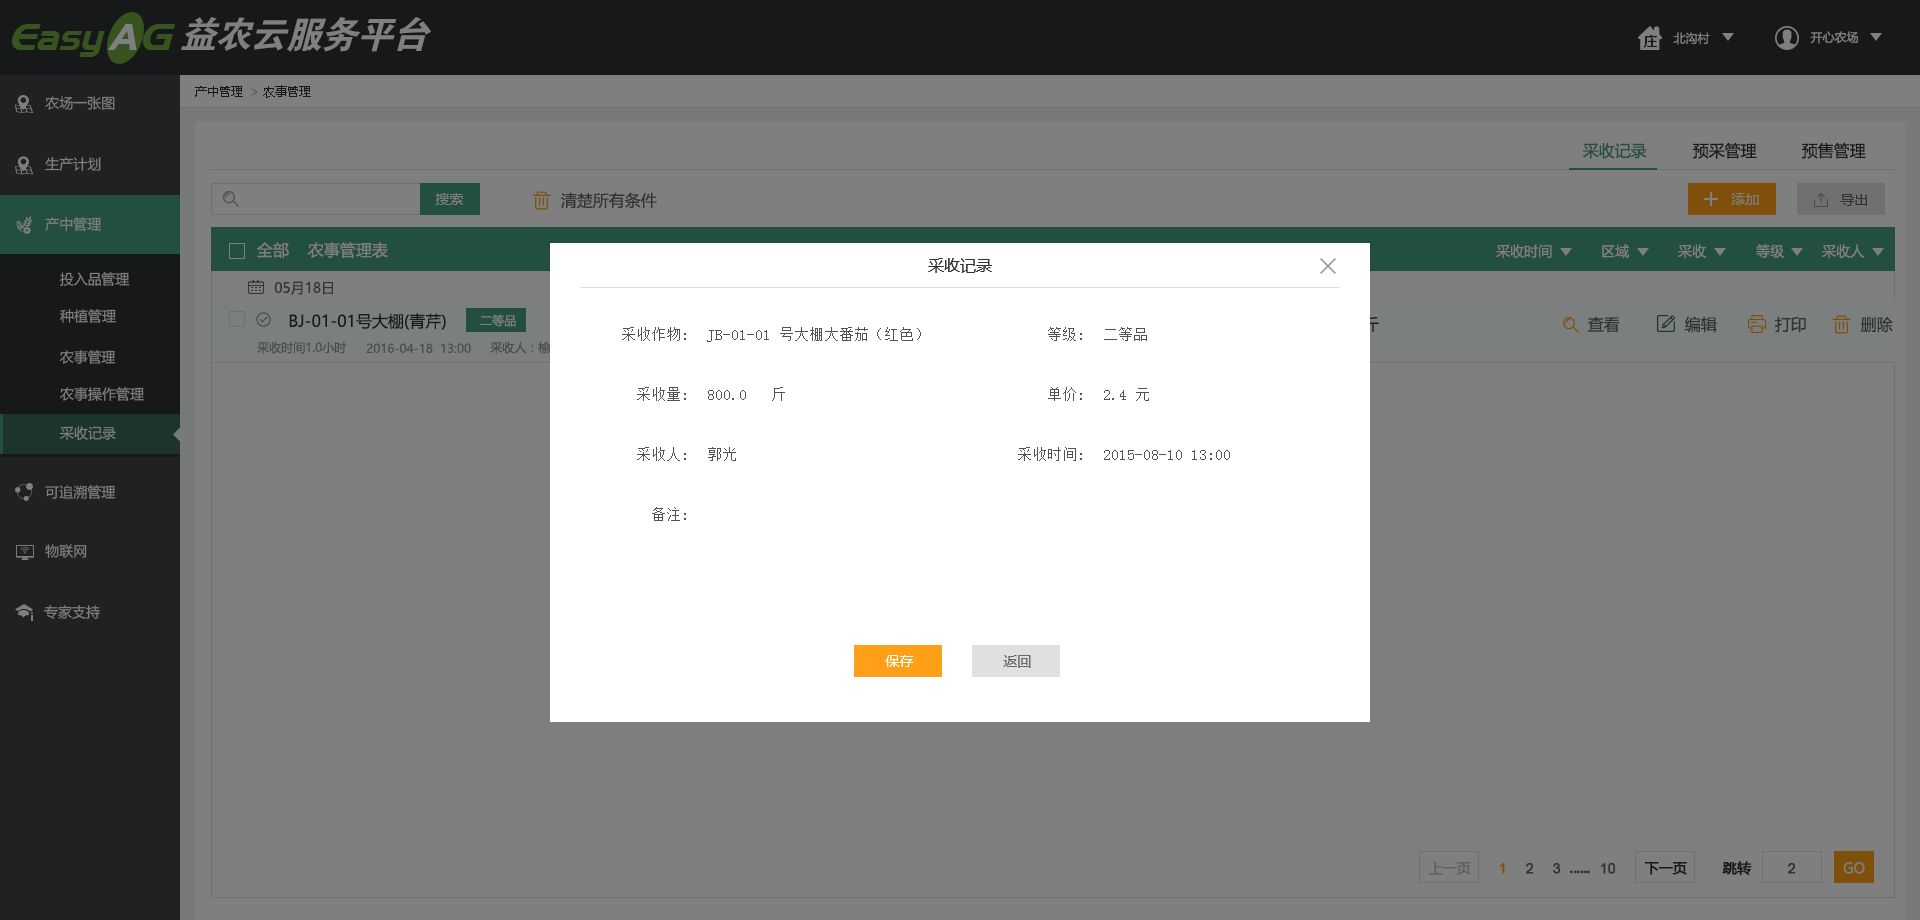 EasyAG 益农云服务平台
北沟村
开心农场
农场一张图
生产计划
产中管理
投入品管理
种植管理
农事管理
农事操作管理
采收记录
可追溯管理
物联网
专家支持
产中管理 > 农事管理
采收记录 预采管理 预售管理
搜索 清楚所有条件 添加 导出
全部 农事管理表 采收时间 区域 采收 等级 采收人
05月18日
BJ-01-01号大棚(青芹) 二等品 斤 查看 编辑 打印 删除
采收时间1.0小时 2016-04-18 13:00 采收人：榆
采收记录
采收作物: JB-01-01 号大棚大番茄（红色） 等级: 二等品
采收量: 800.0 斤 单价: 2.4 元
采收人: 郭光 采收时间: 2015-08-10 13:00
备注:
保存 返回
上一页 1 2 3 ...... 10 下一页 跳转 2 GO